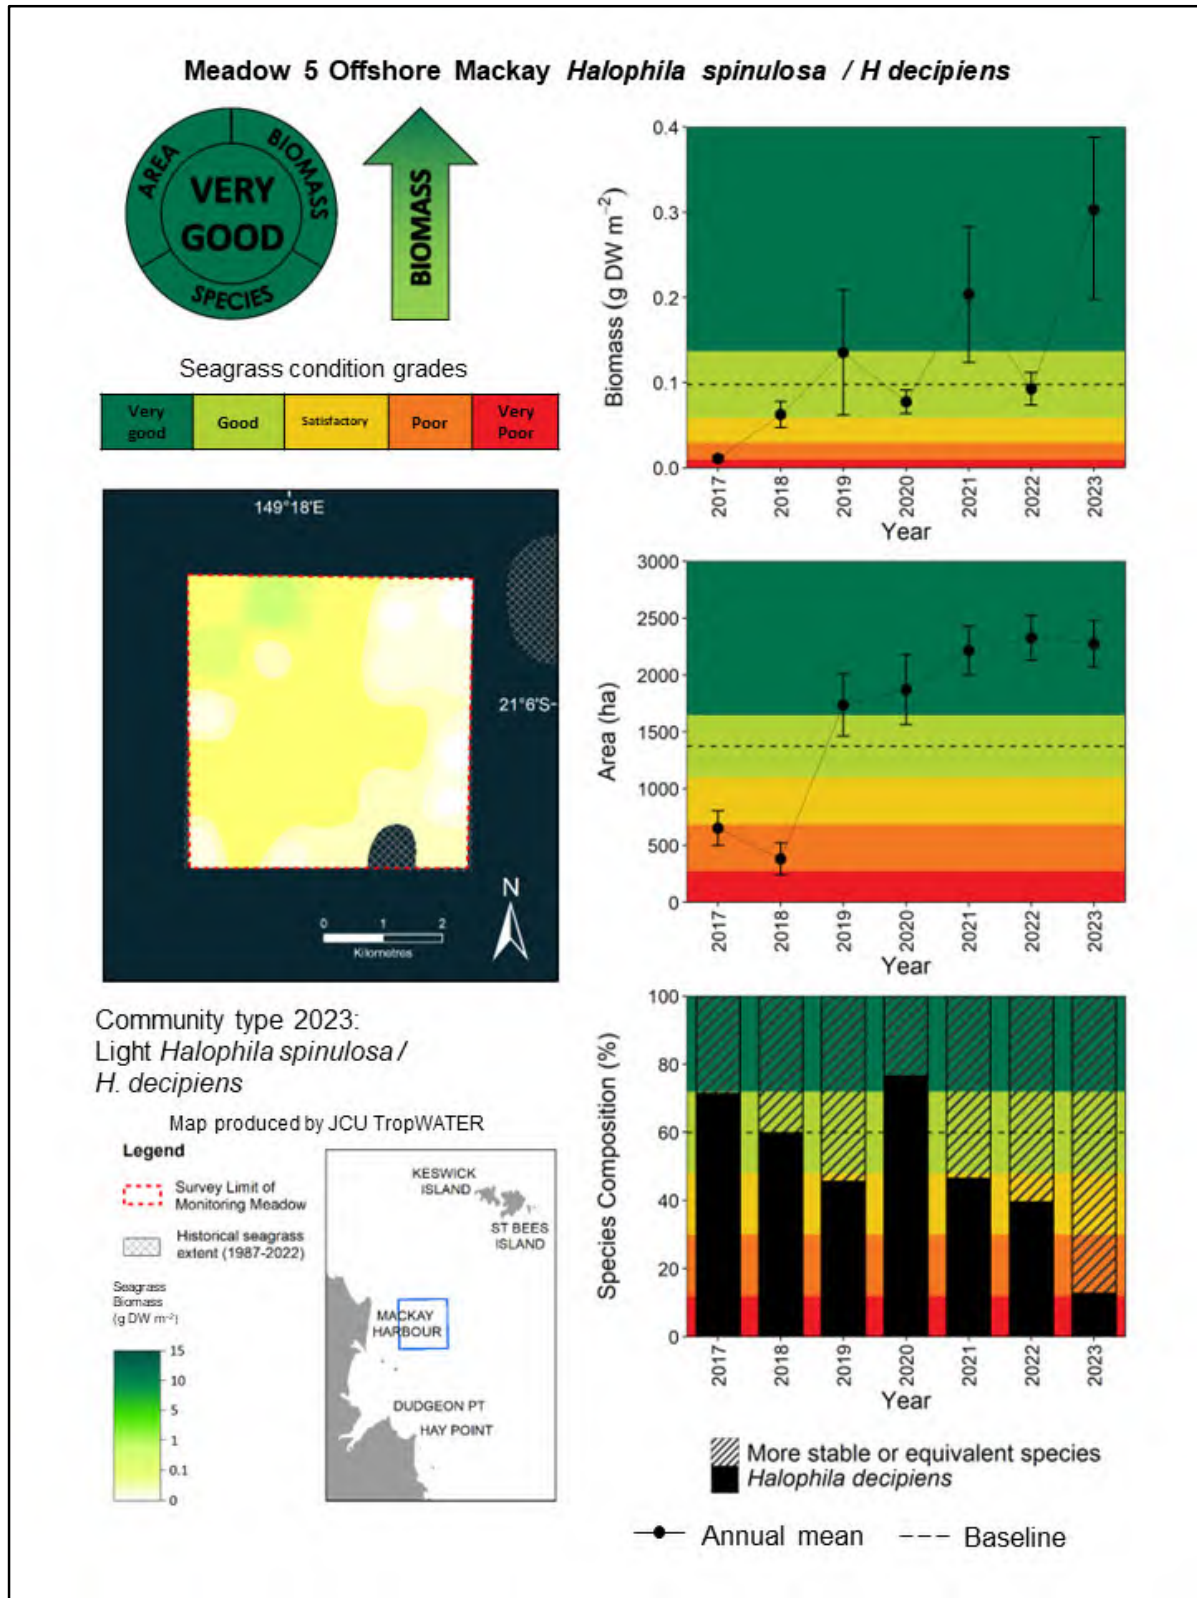 Meadow 5 Offshore Mackay Halophila spinulosa / H decipiens
AREA
BIOMASS
SPECIES
VERY
GOOD
BIOMASS
Seagrass condition grades
Very
good
Good
Satisfactory
Poor
Very
Poor
149°18'E
21°6'S
N
0 1 2
Kilometres
Community type 2023:
Light Halophila spinulosa /
H. decipiens
Map produced by JCU TropWATER
Legend
Survey Limit of
Monitoring Meadow
Historical seagrass
extent (1987-2022)
Seagrass
Biomass
(g DW m⁻²)
15
10
5
1
0.1
0
KESWICK
ISLAND
ST BEES
ISLAND
MACKAY
HARBOUR
DUDGEON PT
HAY POINT
Biomass (g DW m⁻²)
0.4
0.3
0.2
0.1
0.0
2017 2018 2019 2020 2021 2022 2023
Year
Area (ha)
3000
2500
2000
1500
1000
500
0
2017 2018 2019 2020 2021 2022 2023
Year
Species Composition (%)
100
80
60
40
20
0
2017 2018 2019 2020 2021 2022 2023
Year
More stable or equivalent species
Halophila decipiens
Annual mean
Baseline